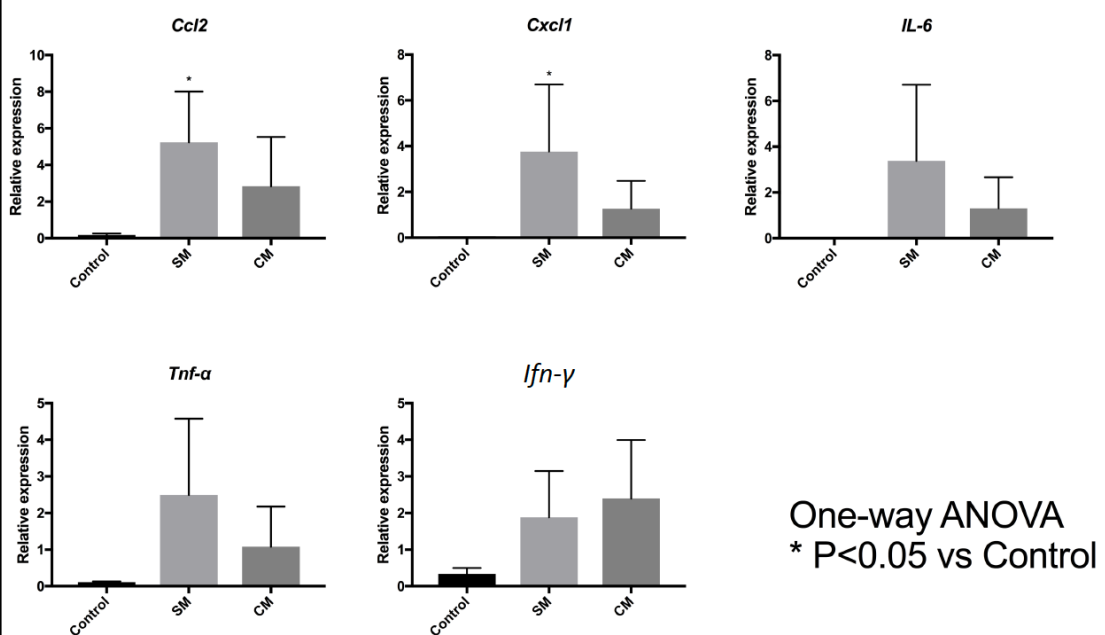 Ccl2
Relative expression
10
8
6
4
2
0
*
Control
SM
CM
Cxcl1
Relative expression
8
6
4
2
0
*
Control
SM
CM
IL-6
Relative expression
8
6
4
2
0
Control
SM
CM
Tnf-α
Relative expression
5
4
3
2
1
0
Control
SM
CM
Ifn-γ
Relative expression
5
4
3
2
1
0
Control
SM
CM
One-way ANOVA
* P<0.05 vs Control